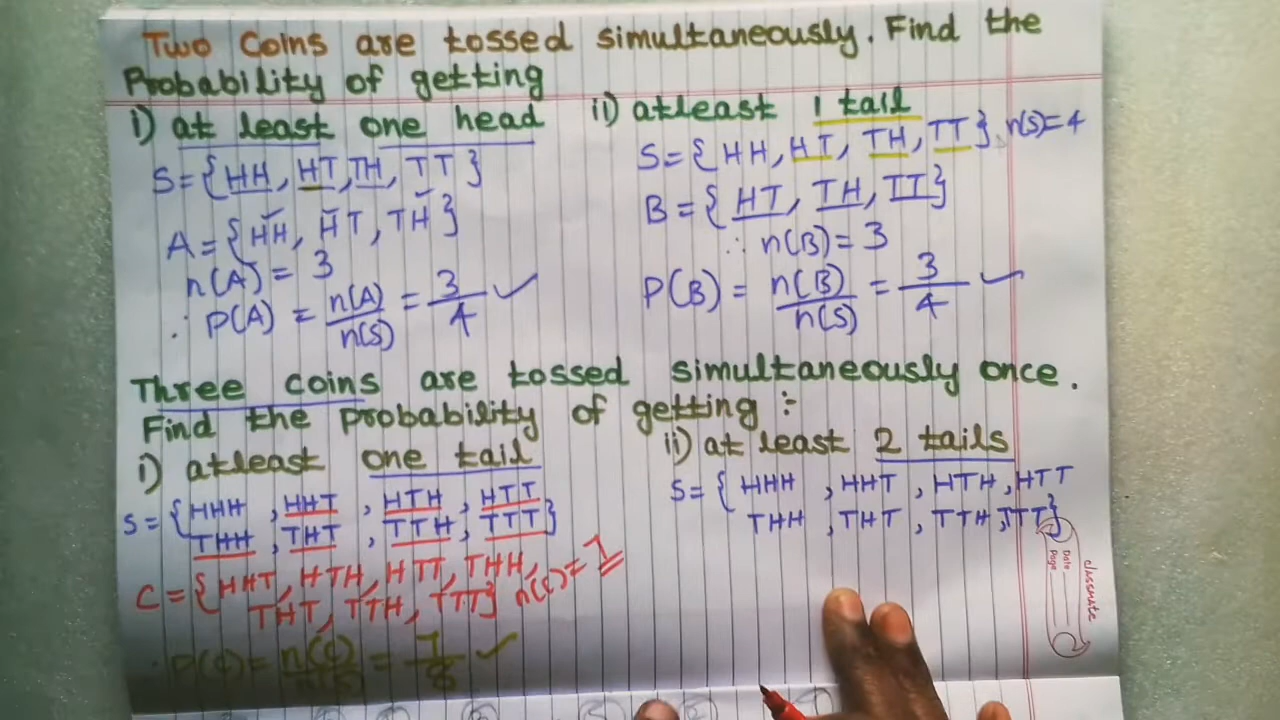 Two Coins are tossed simultaneously. Find the
Probability of getting
i) at least one head
S = {HH, HT, TH, TT}
A = {HH, HT, TH}
n(A) = 3
∴ P(A) = n(A)/n(S) = 3/4 ✓
ii) atleast 1 tail
S = {HH, HT, TH, TT} n(S) = 4
B = {HT, TH, TT}
∴ n(B) = 3
P(B) = n(B)/n(S) = 3/4 ✓
Three coins are tossed simultaneously once.
Find the probability of getting :-
i) atleast one tail
S = {HHH, HHT, HTH, HTT
THH, THT, TTH, TTT}
C = {HHT, HTH, HTT, THH,
THT, TTH, TTT} n(C) = 7
∴ P(C) = n(C)/n(S) = 7/8 ✓
ii) at least 2 tails
S = { HHH , HHT , HTH , HTT
THH , THT , TTH , TTT}
classmate
Date
Page